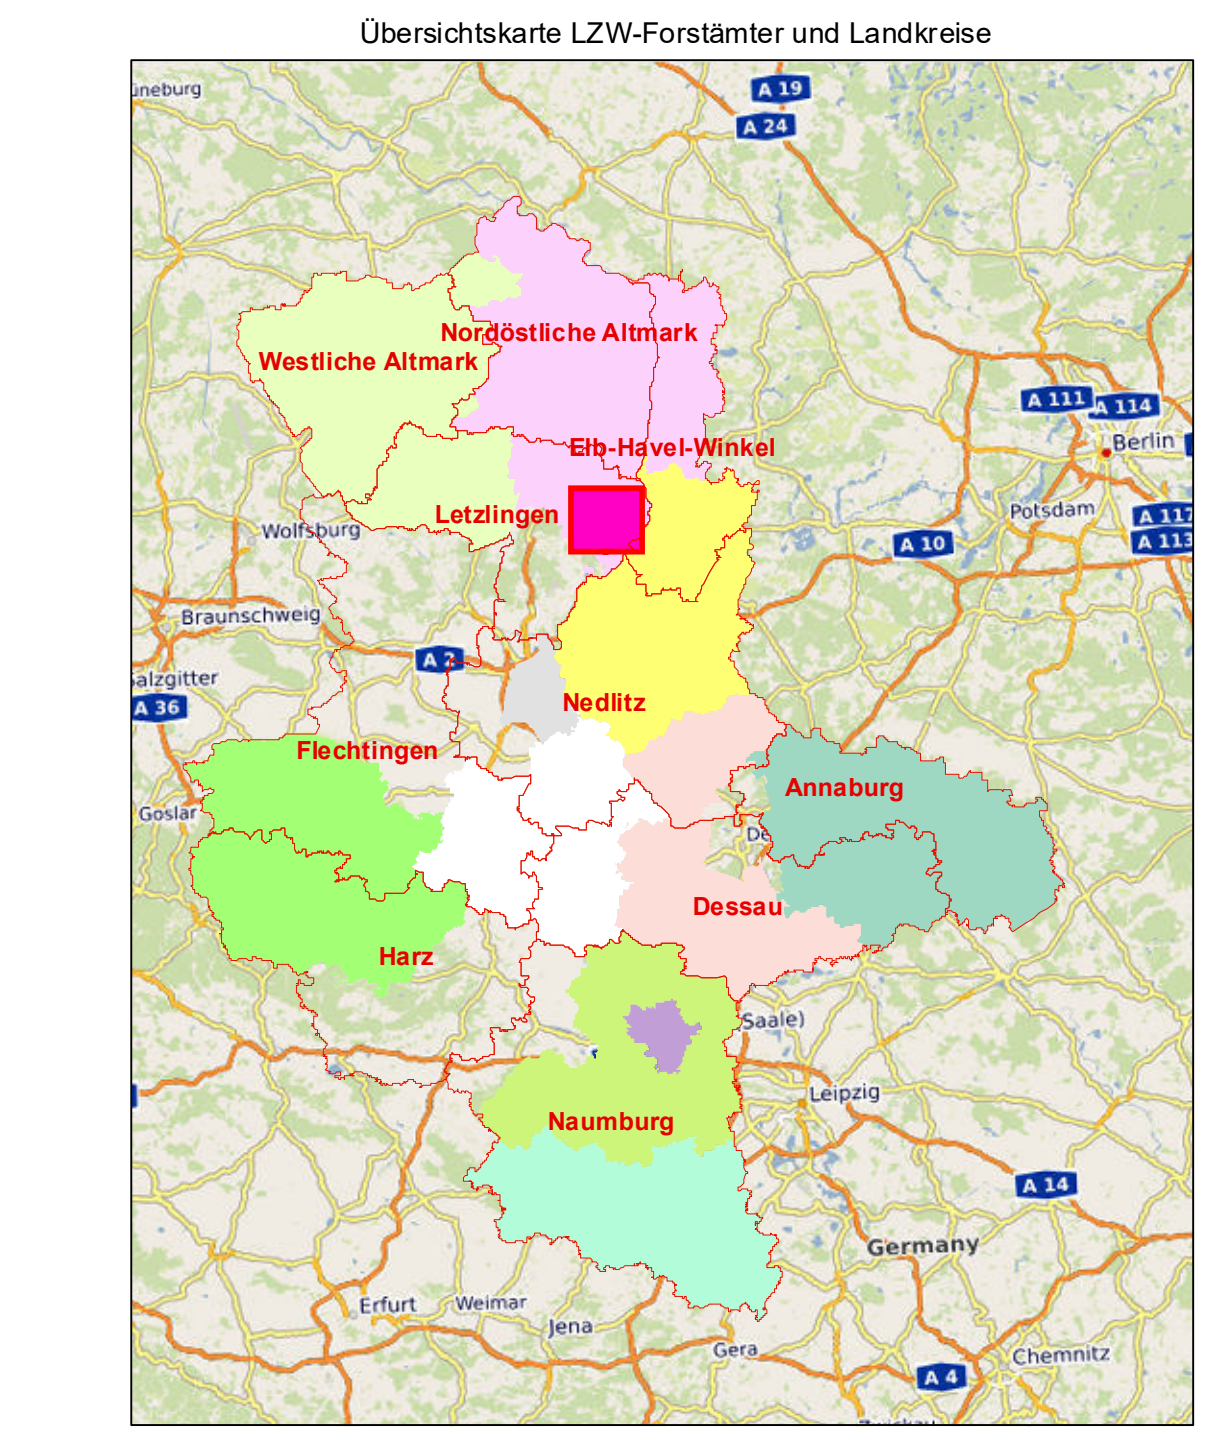 Übersichtskarte LZW-Forstämter und Landkreise
A 19
A 24
Nordöstliche Altmark
Westliche Altmark
A 111
A 114
Berlin
Elb-Havel-Winkel
Letzlingen
Wolfsburg
Potsdam
A 117
A 113
A 10
Braunschweig
A 2
A 36
Nedlitz
Flechtingen
Annaburg
Goslar
Dessau
Harz
Saale)
Leipzig
Naumburg
A 14
Germany
Erfurt
Weimar
Jena
Gera
Chemnitz
A 4